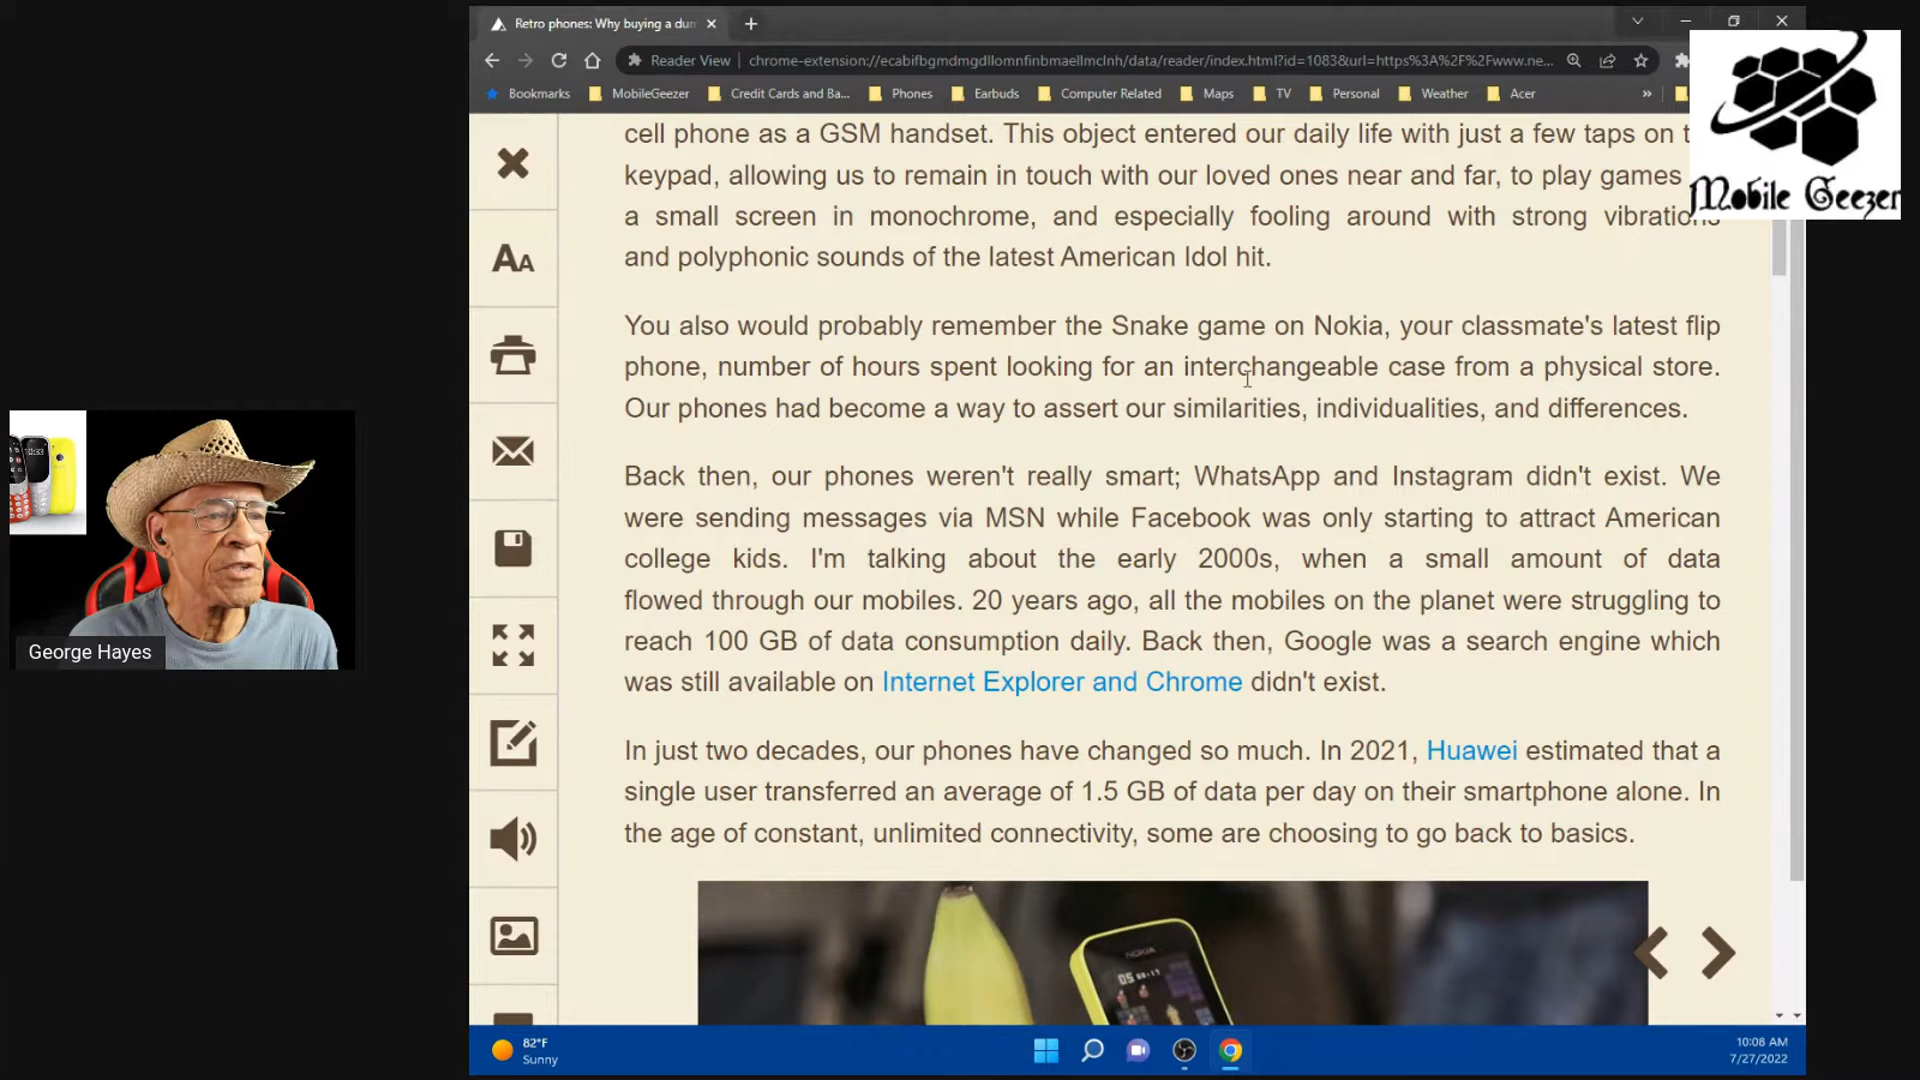 Retro phones: Why buying a dum
Reader View
chrome-extension://ecabifbgmdmgdllomnfinbmaellmclnh/data/reader/index.html?id=1083&url=https%3A%2F%2Fwww.ne...
Bookmarks
MobileGeezer
Credit Cards and Ba...
Phones
Earbuds
Computer Related
Maps
TV
Personal
Weather
Acer
»
Mobile Geezer
cell phone as a GSM handset. This object entered our daily life with just a few taps on
keypad, allowing us to remain in touch with our loved ones near and far, to play games
a small screen in monochrome, and especially fooling around with strong vibrations
and polyphonic sounds of the latest American Idol hit.
You also would probably remember the Snake game on Nokia, your classmate's latest flip
phone, number of hours spent looking for an interchangeable case from a physical store.
Our phones had become a way to assert our similarities, individualities, and differences.
Back then, our phones weren't really smart; WhatsApp and Instagram didn't exist. We
were sending messages via MSN while Facebook was only starting to attract American
college kids. I'm talking about the early 2000s, when a small amount of data
flowed through our mobiles. 20 years ago, all the mobiles on the planet were struggling to
reach 100 GB of data consumption daily. Back then, Google was a search engine which
was still available on Internet Explorer and Chrome didn't exist.
In just two decades, our phones have changed so much. In 2021, Huawei estimated that a
single user transferred an average of 1.5 GB of data per day on their smartphone alone. In
the age of constant, unlimited connectivity, some are choosing to go back to basics.
AA
George Hayes
NOKIA
82°F
Sunny
10:08 AM
7/27/2022